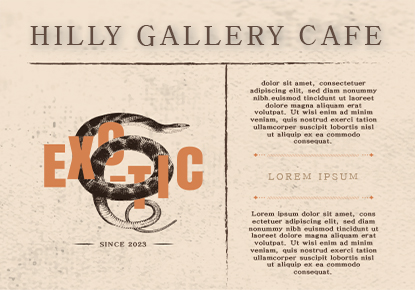 HILLY GALLERY CAFE
EXOTIC
SINCE 2023
dolor sit amet, consectetuer
adipiscing elit, sed diam nonummy
nibh euismod tincidunt ut laoreet
dolore magna aliquam erat
volutpat. Ut wisi enim ad minim
veniam, quis nostrud exerci tation
ullamcorper suscipit lobortis nisl
ut aliquip ex ea commodo
consequat.
LOREM IPSUM
Lorem ipsum dolor sit amet,
consectetuer adipiscing elit, sed
diam nonummy nibh euismod
tincidunt ut laoreet dolore magna
aliquam erat volutpat. Ut wisi
enim ad minim veniam, quis
nostrud exerci tation ullamcorper
suscipit lobortis nisl ut aliquip ex
ea commodo consequat.